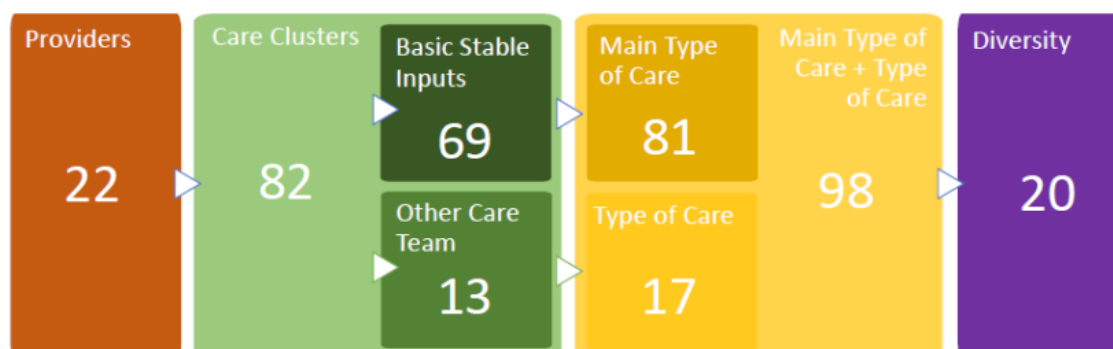 Providers
22
Care Clusters
82
Basic Stable
Inputs
69
Other Care
Team
13
Main Type
of Care
81
Type of Care
17
Main Type of
Care + Type
of Care
98
Diversity
20